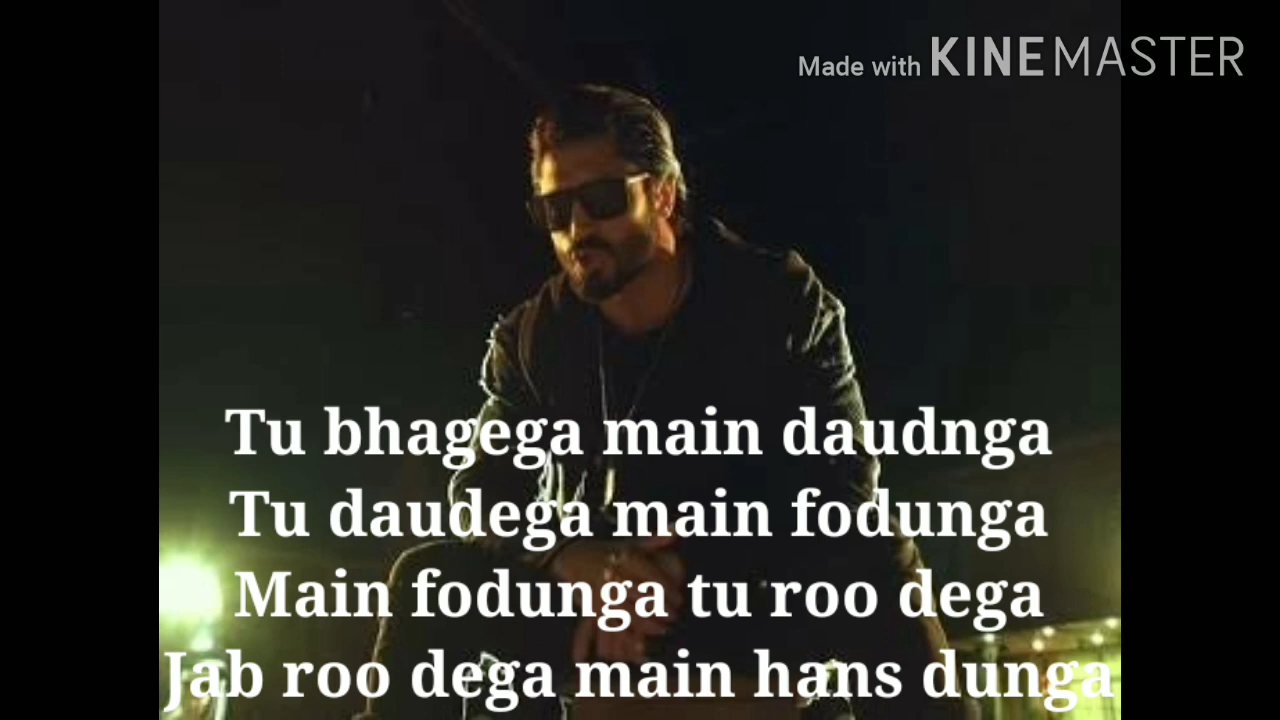 Made with KINEMASTER
Tu bhagega main daudnga
Tu daudega main fodunga
Main fodunga tu roo dega
Jab roo dega main hans dunga